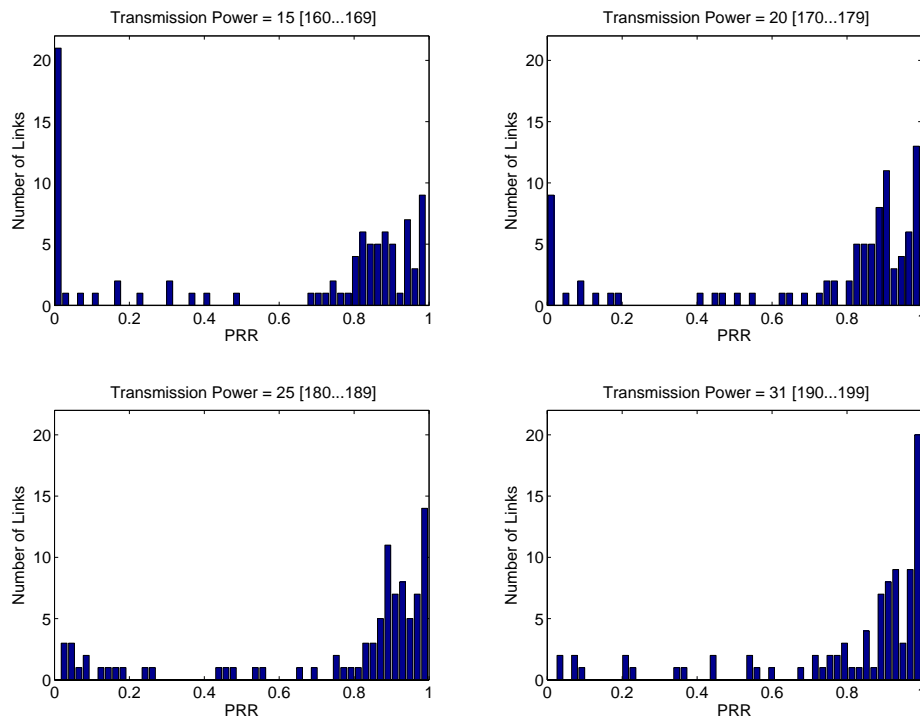 Transmission Power = 15 [160...169]
20
15
10
5
0
Number of Links
0 0.2 0.4 0.6 0.8 1
PRR
Transmission Power = 20 [170...179]
20
15
10
5
0
Number of Links
0 0.2 0.4 0.6 0.8 1
PRR
Transmission Power = 25 [180...189]
20
15
10
5
0
Number of Links
0 0.2 0.4 0.6 0.8 1
PRR
Transmission Power = 31 [190...199]
20
15
10
5
0
Number of Links
0 0.2 0.4 0.6 0.8 1
PRR